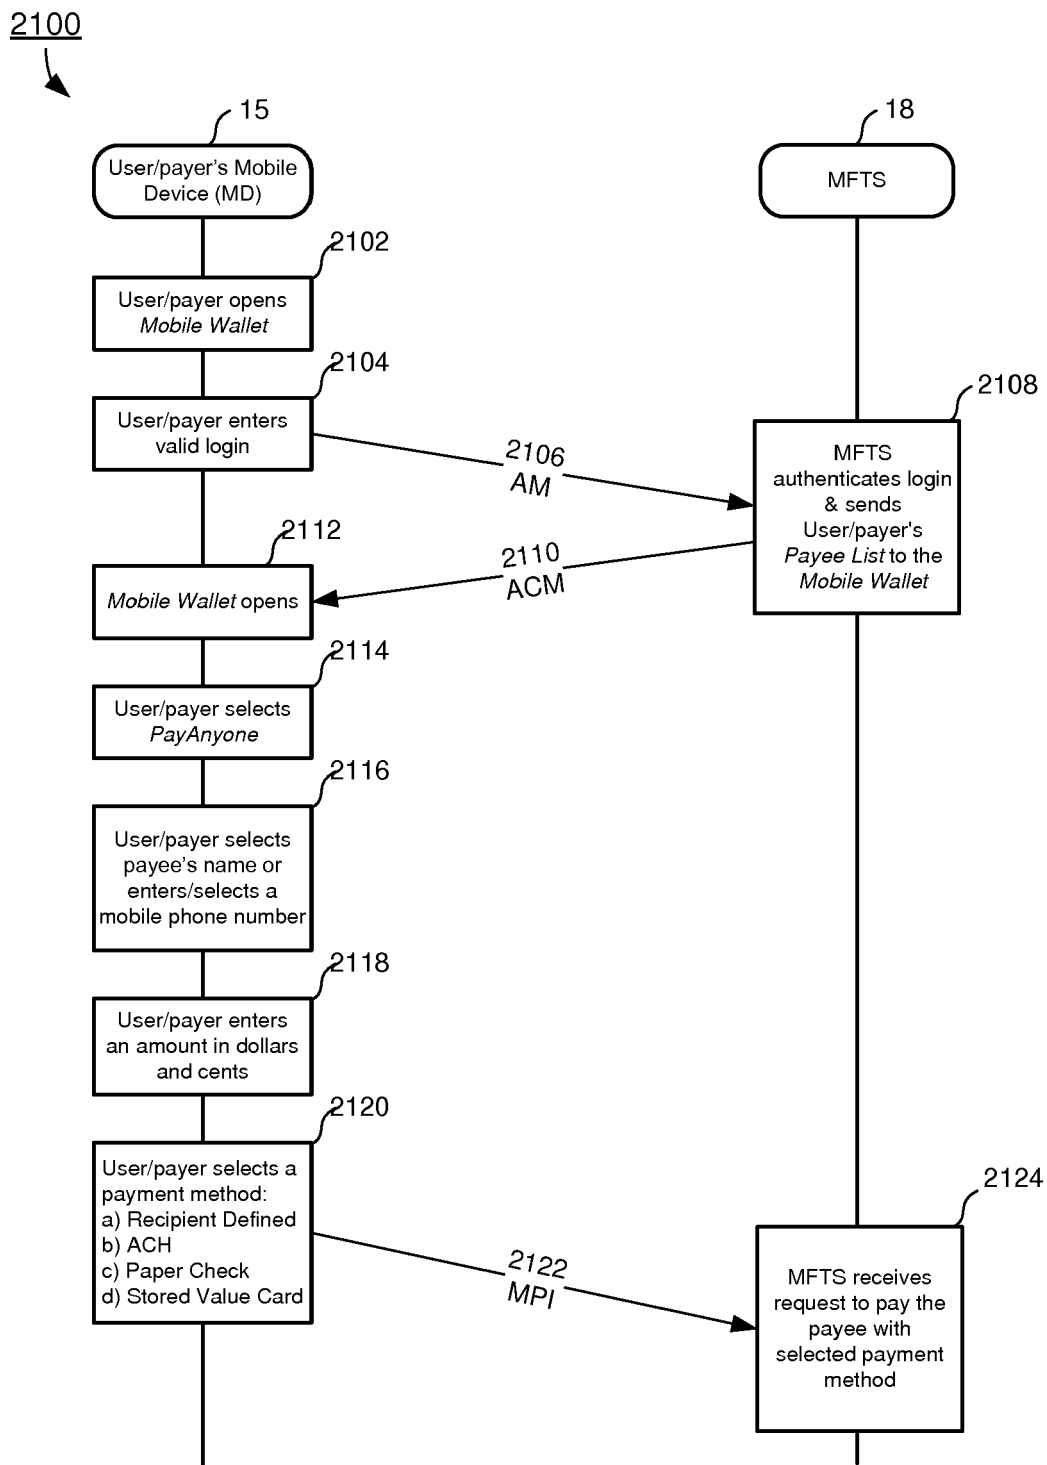 2100
15
18
User/payer's Mobile
Device (MD)
MFTS
2102
User/payer opens
Mobile Wallet
2104
User/payer enters
valid login
2106
AM
2108
MFTS
authenticates login
& sends
User/payer's
Payee List to the
Mobile Wallet
2110
ACM
2112
Mobile Wallet opens
2114
User/payer selects
PayAnyone
2116
User/payer selects
payee's name or
enters/selects a
mobile phone number
2118
User/payer enters
an amount in dollars
and cents
2120
User/payer selects a
payment method:
a) Recipient Defined
b) ACH
c) Paper Check
d) Stored Value Card
2122
MPI
2124
MFTS receives
request to pay the
payee with
selected payment
method